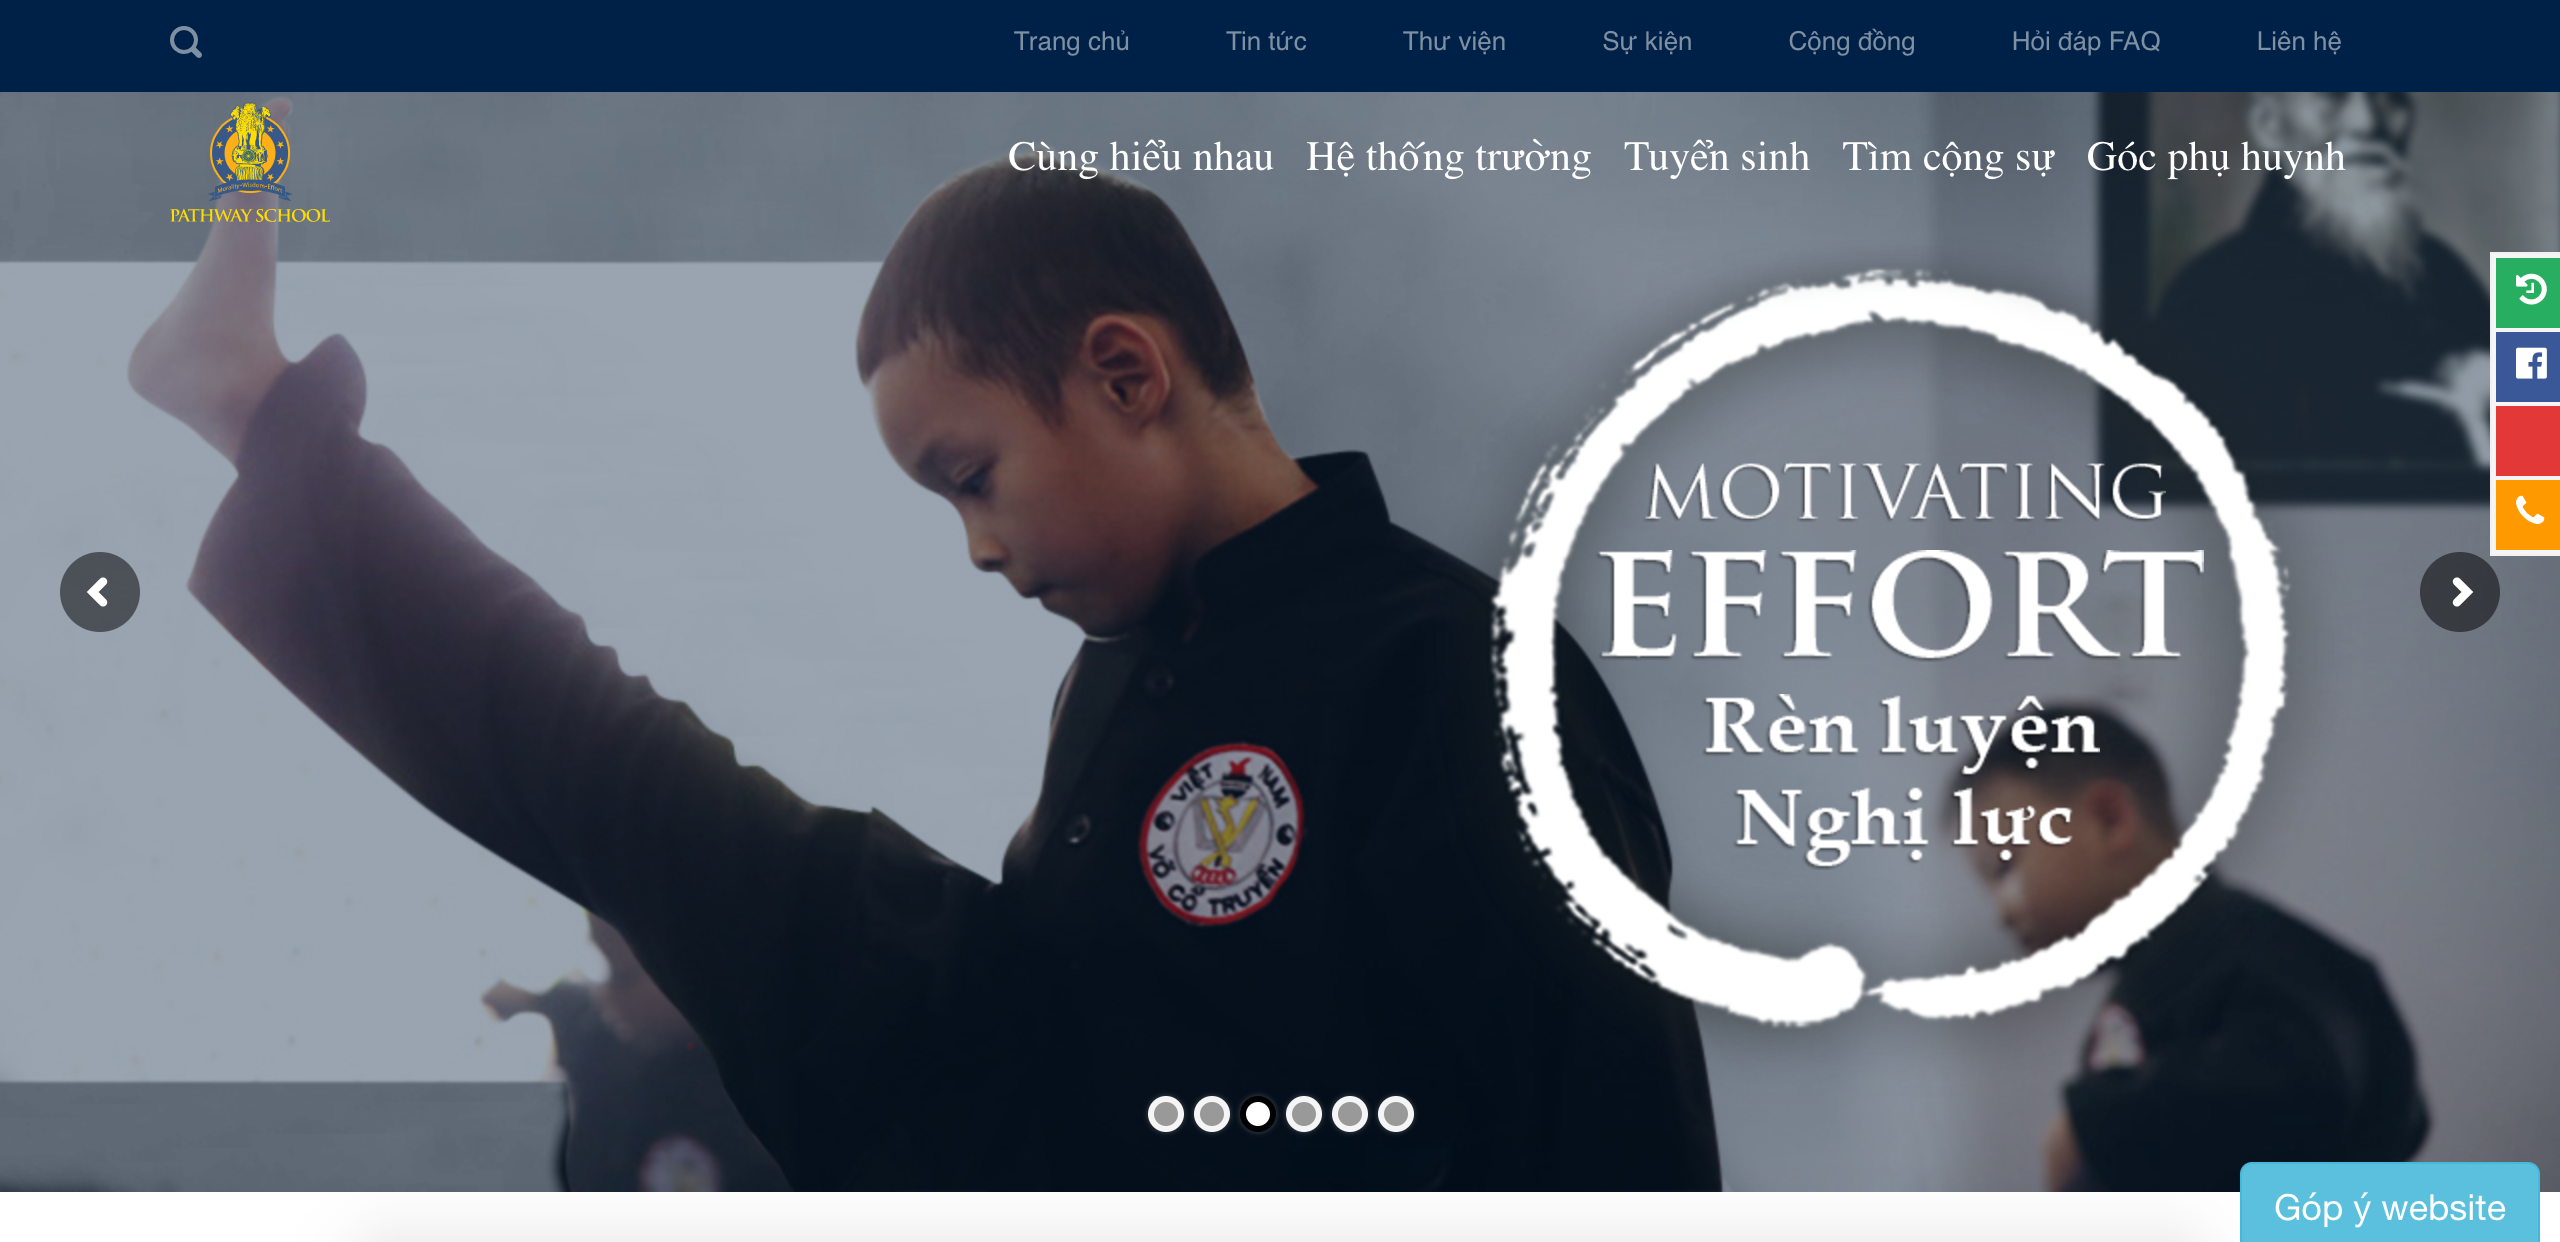 Trang chủ Tin tức Thư viện Sự kiện Cộng đồng Hỏi đáp FAQ Liên hệ
Morality-Wisdom-Effort
PATHWAY SCHOOL
Cùng hiểu nhau Hệ thống trường Tuyển sinh Tìm cộng sự Góc phụ huynh
MOTIVATING
EFFORT
Rèn luyện
Nghị lực
VIỆT NAM
VÕ CỔ TRUYỀN
Góp ý website